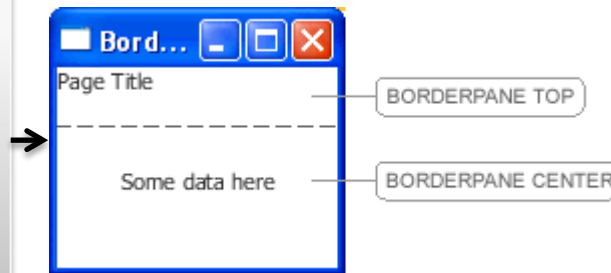 Bord...
Page Title
BORDERPANE TOP
Some data here
BORDERPANE CENTER